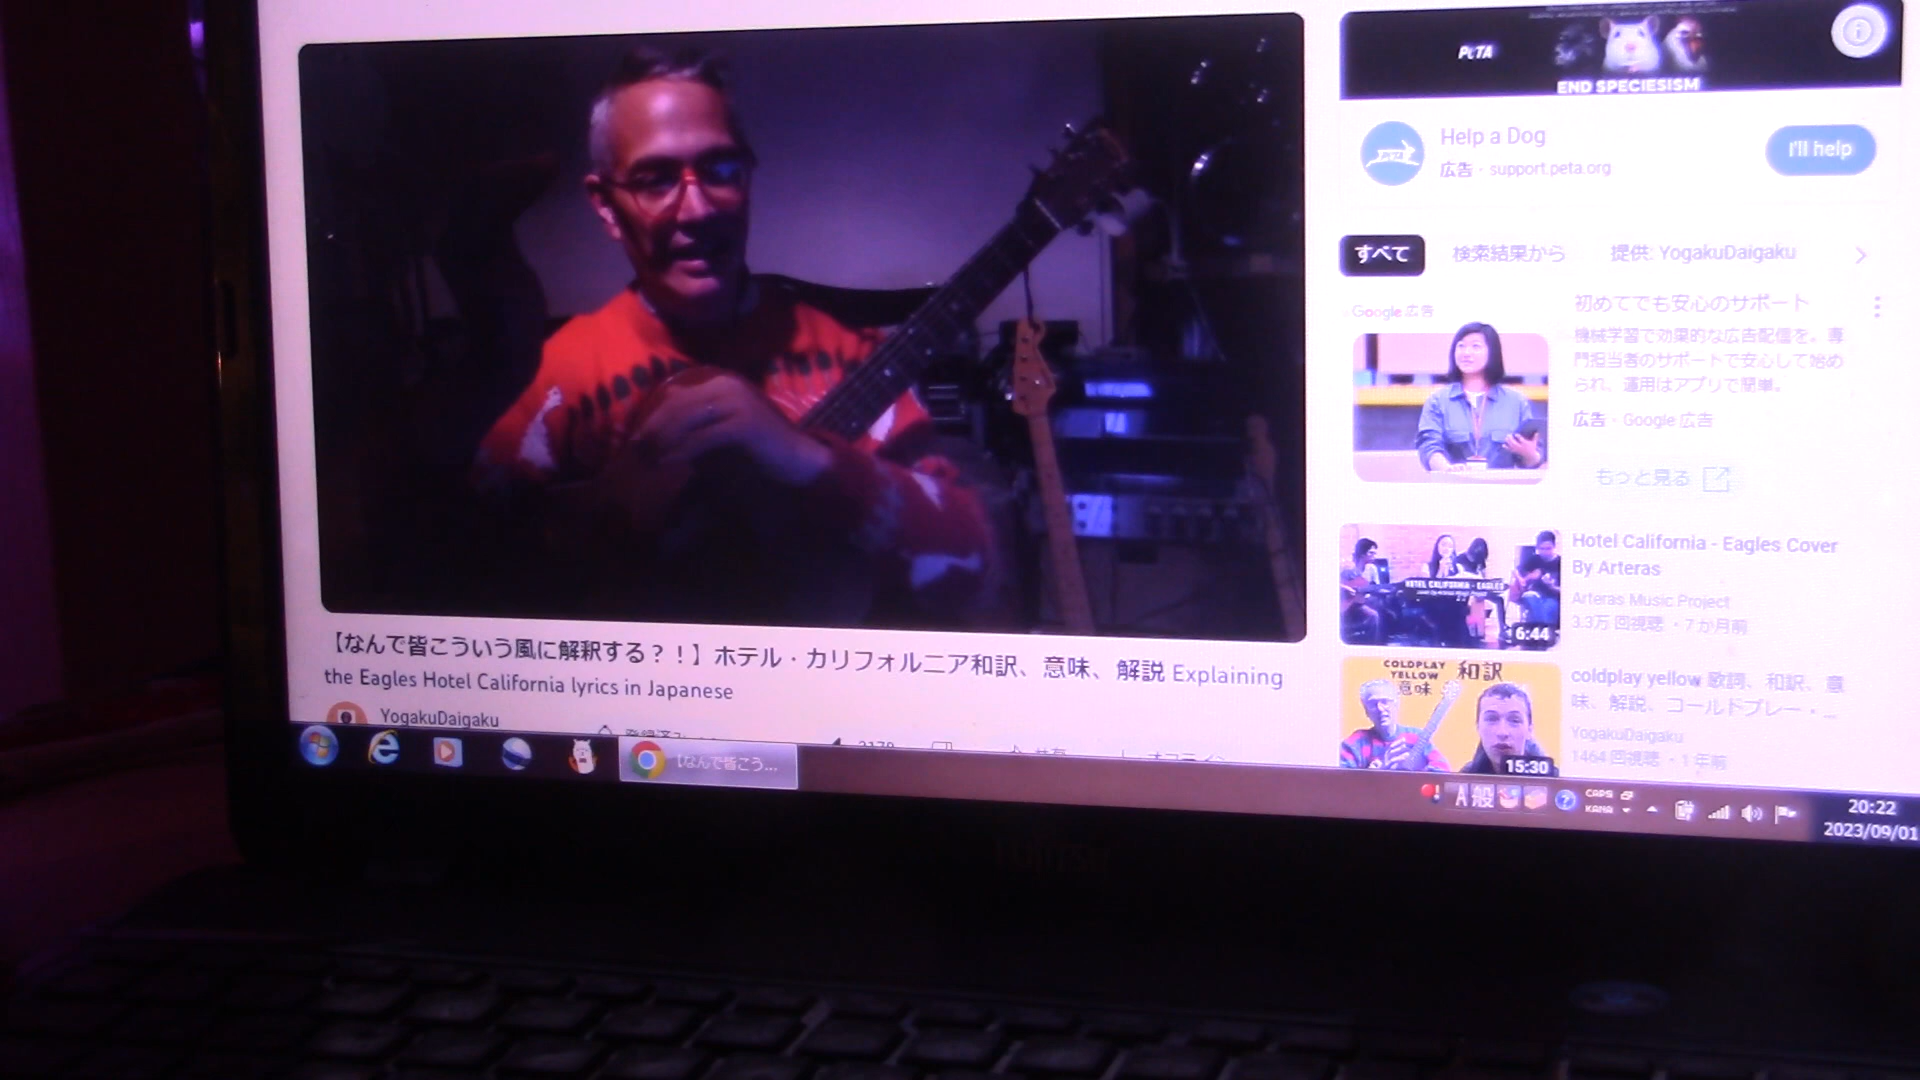 【なんで皆こういう風に解釈する？！】ホテル・カリフォルニア和訳、意味、解説 Explaining
the Eagles Hotel California lyrics in Japanese
YogakuDaigaku
【なんで皆こう...
PeTA
END SPECIESISM
Help a Dog
広告・support.peta.org
I'll help
すべて
検索結果から
提供: YogakuDaigaku
Google 広告
初めてでも安心のサポート
機械学習で効果的な広告配信を。専
門担当者のサポートで安心して始め
られ、運用はアプリで簡単。
広告・Google 広告
もっと見る
HOTEL CALIFORNIA - EAGLES
6:44
Hotel California - Eagles Cover
By Arteras
Arteras Music Project
3.3万 回視聴 ・7 か月前
COLDPLAY
YELLOW 和訳
意味
15:30
coldplay yellow 歌詞、和訳、意
味、解説、コールドプレー・...
YogakuDaigaku
1464 回視聴 ・1 年前
A 般
CAPS
KANA
20:22
2023/09/01